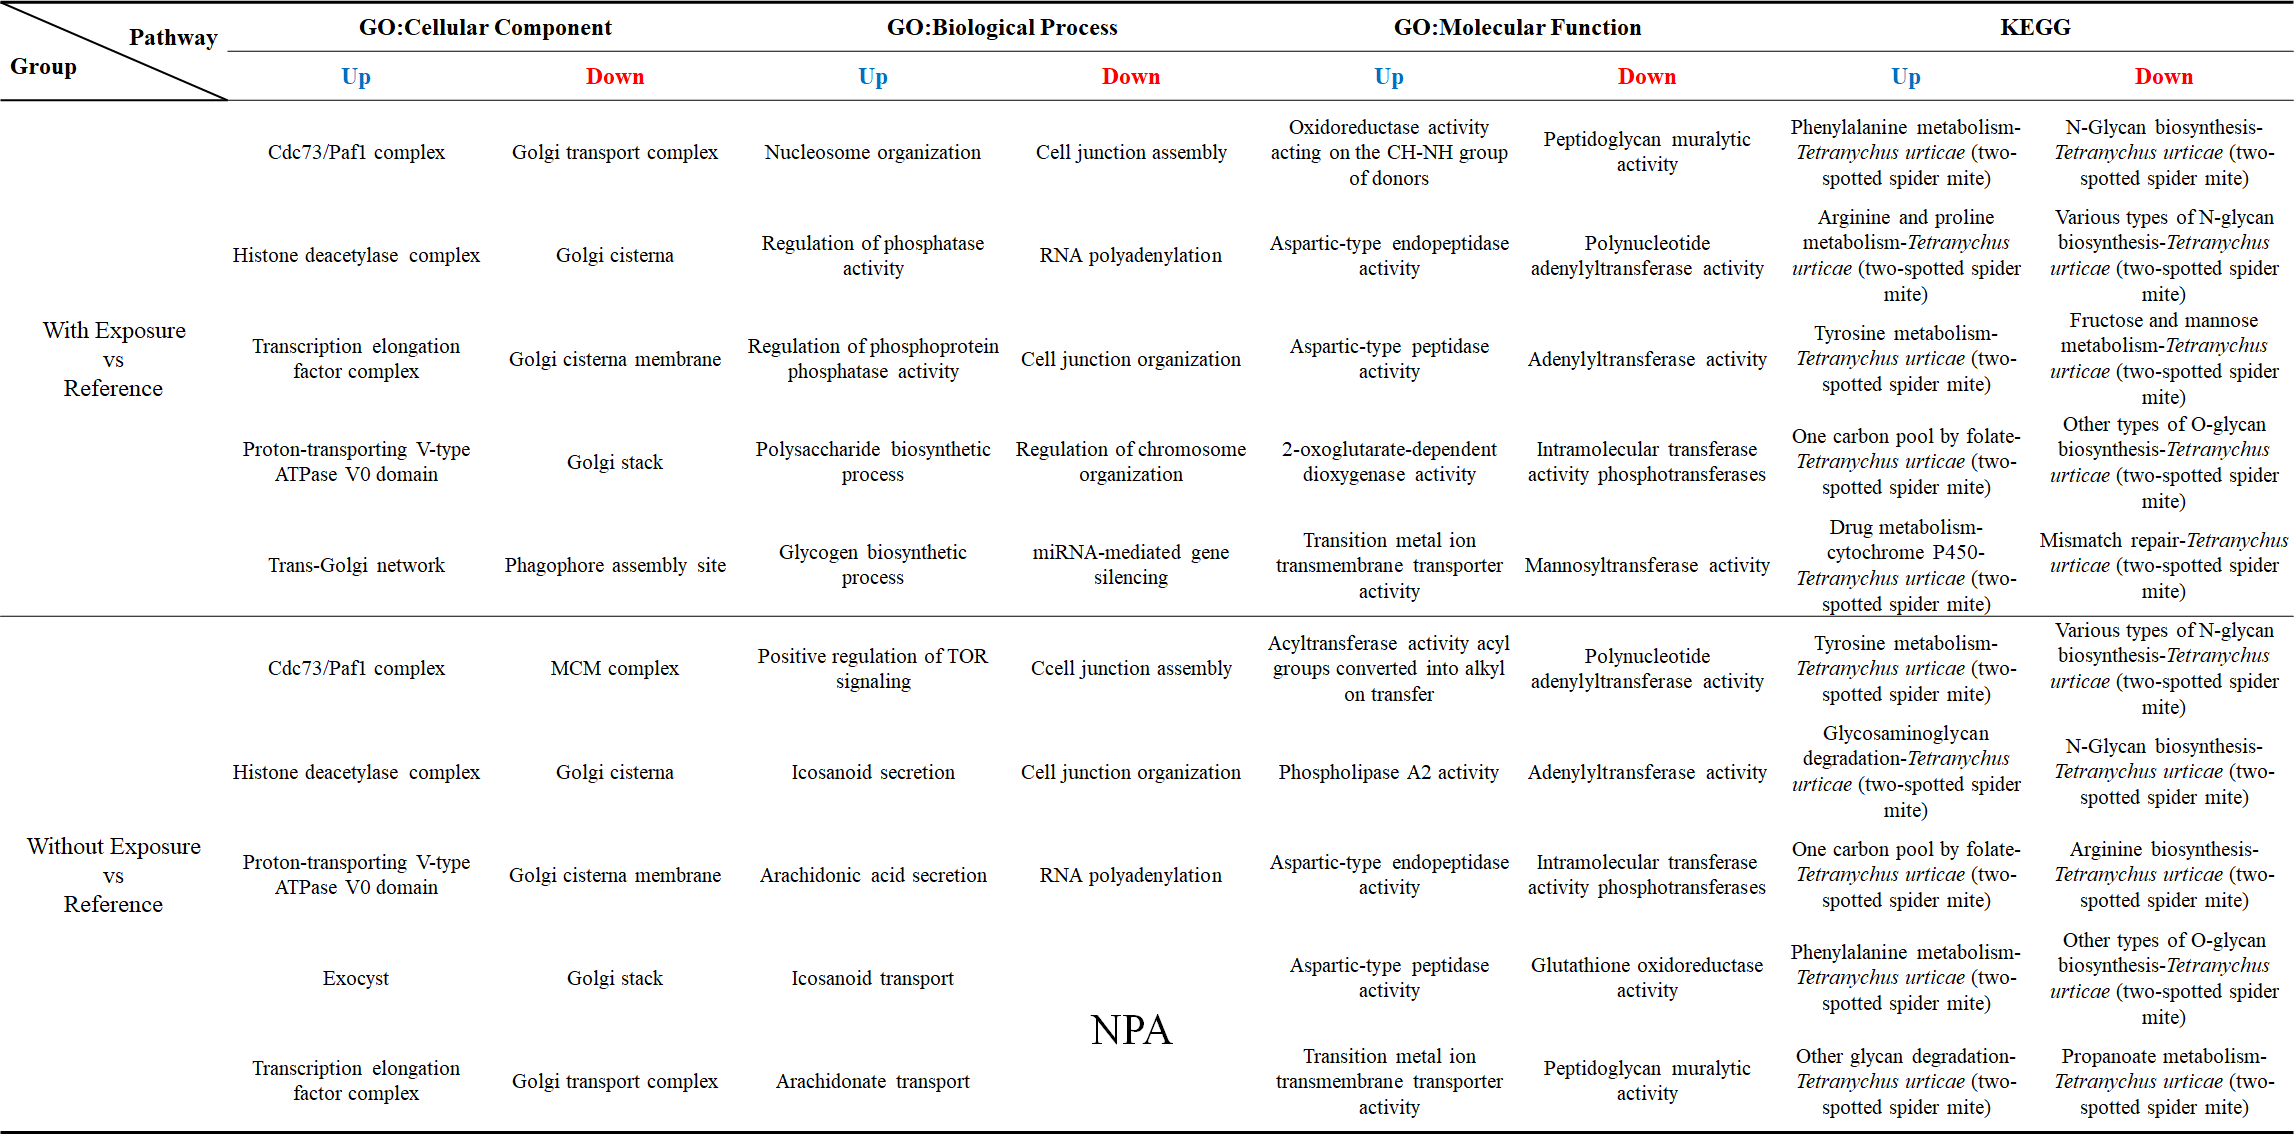 Pathway
Group
GO:Cellular Component
GO:Biological Process
GO:Molecular Function
KEGG
Up
Down
Up
Down
Up
Down
Up
Down
With Exposure
vs
Reference
Cdc73/Paf1 complex
Golgi transport complex
Nucleosome organization
Cell junction assembly
Oxidoreductase activity
acting on the CH-NH group
of donors
Peptidoglycan muralytic
activity
Phenylalanine metabolism-
Tetranychus urticae (two-
spotted spider mite)
N-Glycan biosynthesis-
Tetranychus urticae (two-
spotted spider mite)
Histone deacetylase complex
Golgi cisterna
Regulation of phosphatase
activity
RNA polyadenylation
Aspartic-type endopeptidase
activity
Polynucleotide
adenylyltransferase activity
Arginine and proline
metabolism-Tetranychus
urticae (two-spotted spider
mite)
Various types of N-glycan
biosynthesis-Tetranychus
urticae (two-spotted spider
mite)
Transcription elongation
factor complex
Golgi cisterna membrane
Regulation of phosphoprotein
phosphatase activity
Cell junction organization
Aspartic-type peptidase
activity
Adenylyltransferase activity
Tyrosine metabolism-
Tetranychus urticae (two-
spotted spider mite)
Fructose and mannose
metabolism-Tetranychus
urticae (two-spotted spider
mite)
Proton-transporting V-type
ATPase V0 domain
Golgi stack
Polysaccharide biosynthetic
process
Regulation of chromosome
organization
2-oxoglutarate-dependent
dioxygenase activity
Intramolecular transferase
activity phosphotransferases
One carbon pool by folate-
Tetranychus urticae (two-
spotted spider mite)
Other types of O-glycan
biosynthesis-Tetranychus
urticae (two-spotted spider
mite)
Trans-Golgi network
Phagophore assembly site
Glycogen biosynthetic
process
miRNA-mediated gene
silencing
Transition metal ion
transmembrane transporter
activity
Mannosyltransferase activity
Drug metabolism-
cytochrome P450-
Tetranychus urticae (two-
spotted spider mite)
Mismatch repair-Tetranychus
urticae (two-spotted spider
mite)
Without Exposure
vs
Reference
Cdc73/Paf1 complex
MCM complex
Positive regulation of TOR
signaling
Ccell junction assembly
Acyltransferase activity acyl
groups converted into alkyl
on transfer
Polynucleotide
adenylyltransferase activity
Tyrosine metabolism-
Tetranychus urticae (two-
spotted spider mite)
Various types of N-glycan
biosynthesis-Tetranychus
urticae (two-spotted spider
mite)
Histone deacetylase complex
Golgi cisterna
Icosanoid secretion
Cell junction organization
Phospholipase A2 activity
Adenylyltransferase activity
Glycosaminoglycan
degradation-Tetranychus
urticae (two-spotted spider
mite)
N-Glycan biosynthesis-
Tetranychus urticae (two-
spotted spider mite)
Proton-transporting V-type
ATPase V0 domain
Golgi cisterna membrane
Arachidonic acid secretion
RNA polyadenylation
Aspartic-type endopeptidase
activity
Intramolecular transferase
activity phosphotransferases
One carbon pool by folate-
Tetranychus urticae (two-
spotted spider mite)
Arginine biosynthesis-
Tetranychus urticae (two-
spotted spider mite)
Exocyst
Golgi stack
Icosanoid transport
NPA
Aspartic-type peptidase
activity
Glutathione oxidoreductase
activity
Phenylalanine metabolism-
Tetranychus urticae (two-
spotted spider mite)
Other types of O-glycan
biosynthesis-Tetranychus
urticae (two-spotted spider
mite)
Transcription elongation
factor complex
Golgi transport complex
Arachidonate transport
Transition metal ion
transmembrane transporter
activity
Peptidoglycan muralytic
activity
Other glycan degradation-
Tetranychus urticae (two-
spotted spider mite)
Propanoate metabolism-
Tetranychus urticae (two-
spotted spider mite)